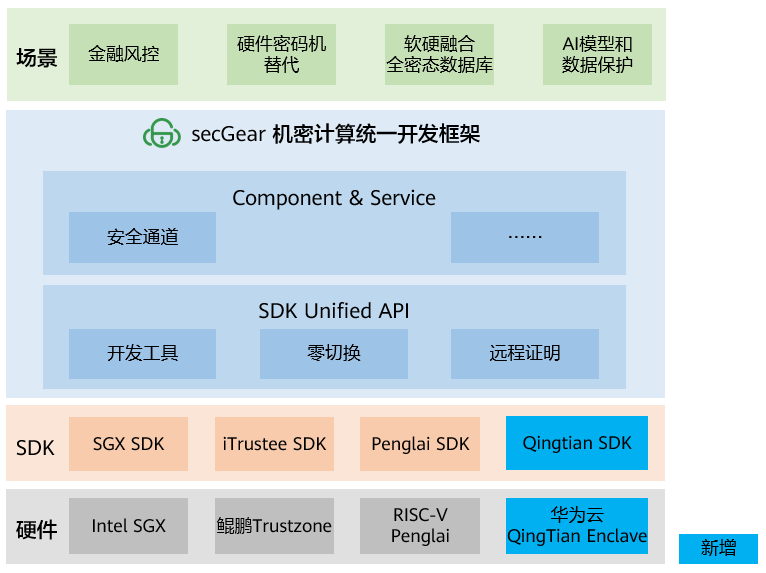 场景
金融风控
硬件密码机
替代
软硬融合
全密态数据库
AI模型和
数据保护
secGear 机密计算统一开发框架
Component & Service
安全通道
······
SDK Unified API
开发工具
零切换
远程证明
SDK
SGX SDK
iTrustee SDK
Penglai SDK
Qingtian SDK
硬件
Intel SGX
鲲鹏Trustzone
RISC-V
Penglai
华为云
QingTian Enclave
新增